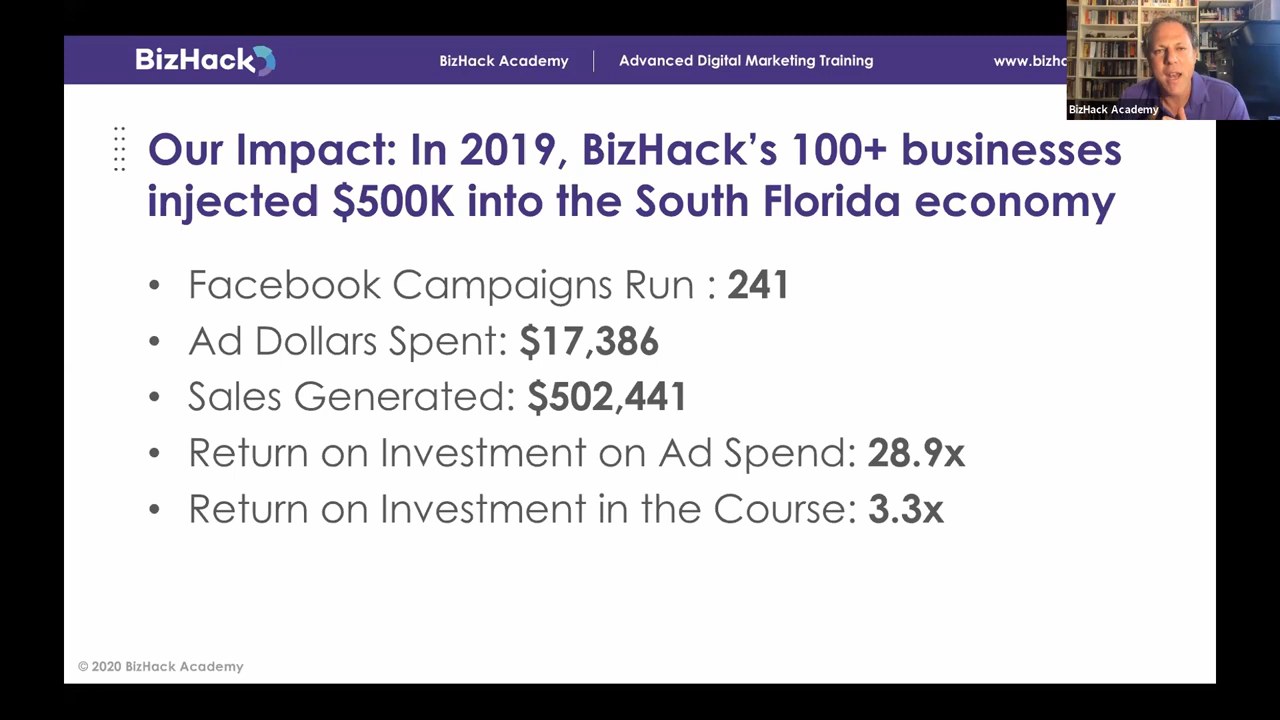 BizHack
BizHack Academy
Advanced Digital Marketing Training
www.bizh
BizHack Academy
Our Impact: In 2019, BizHack’s 100+ businesses
injected $500K into the South Florida economy
• Facebook Campaigns Run : 241
• Ad Dollars Spent: $17,386
• Sales Generated: $502,441
• Return on Investment on Ad Spend: 28.9x
• Return on Investment in the Course: 3.3x
© 2020 BizHack Academy